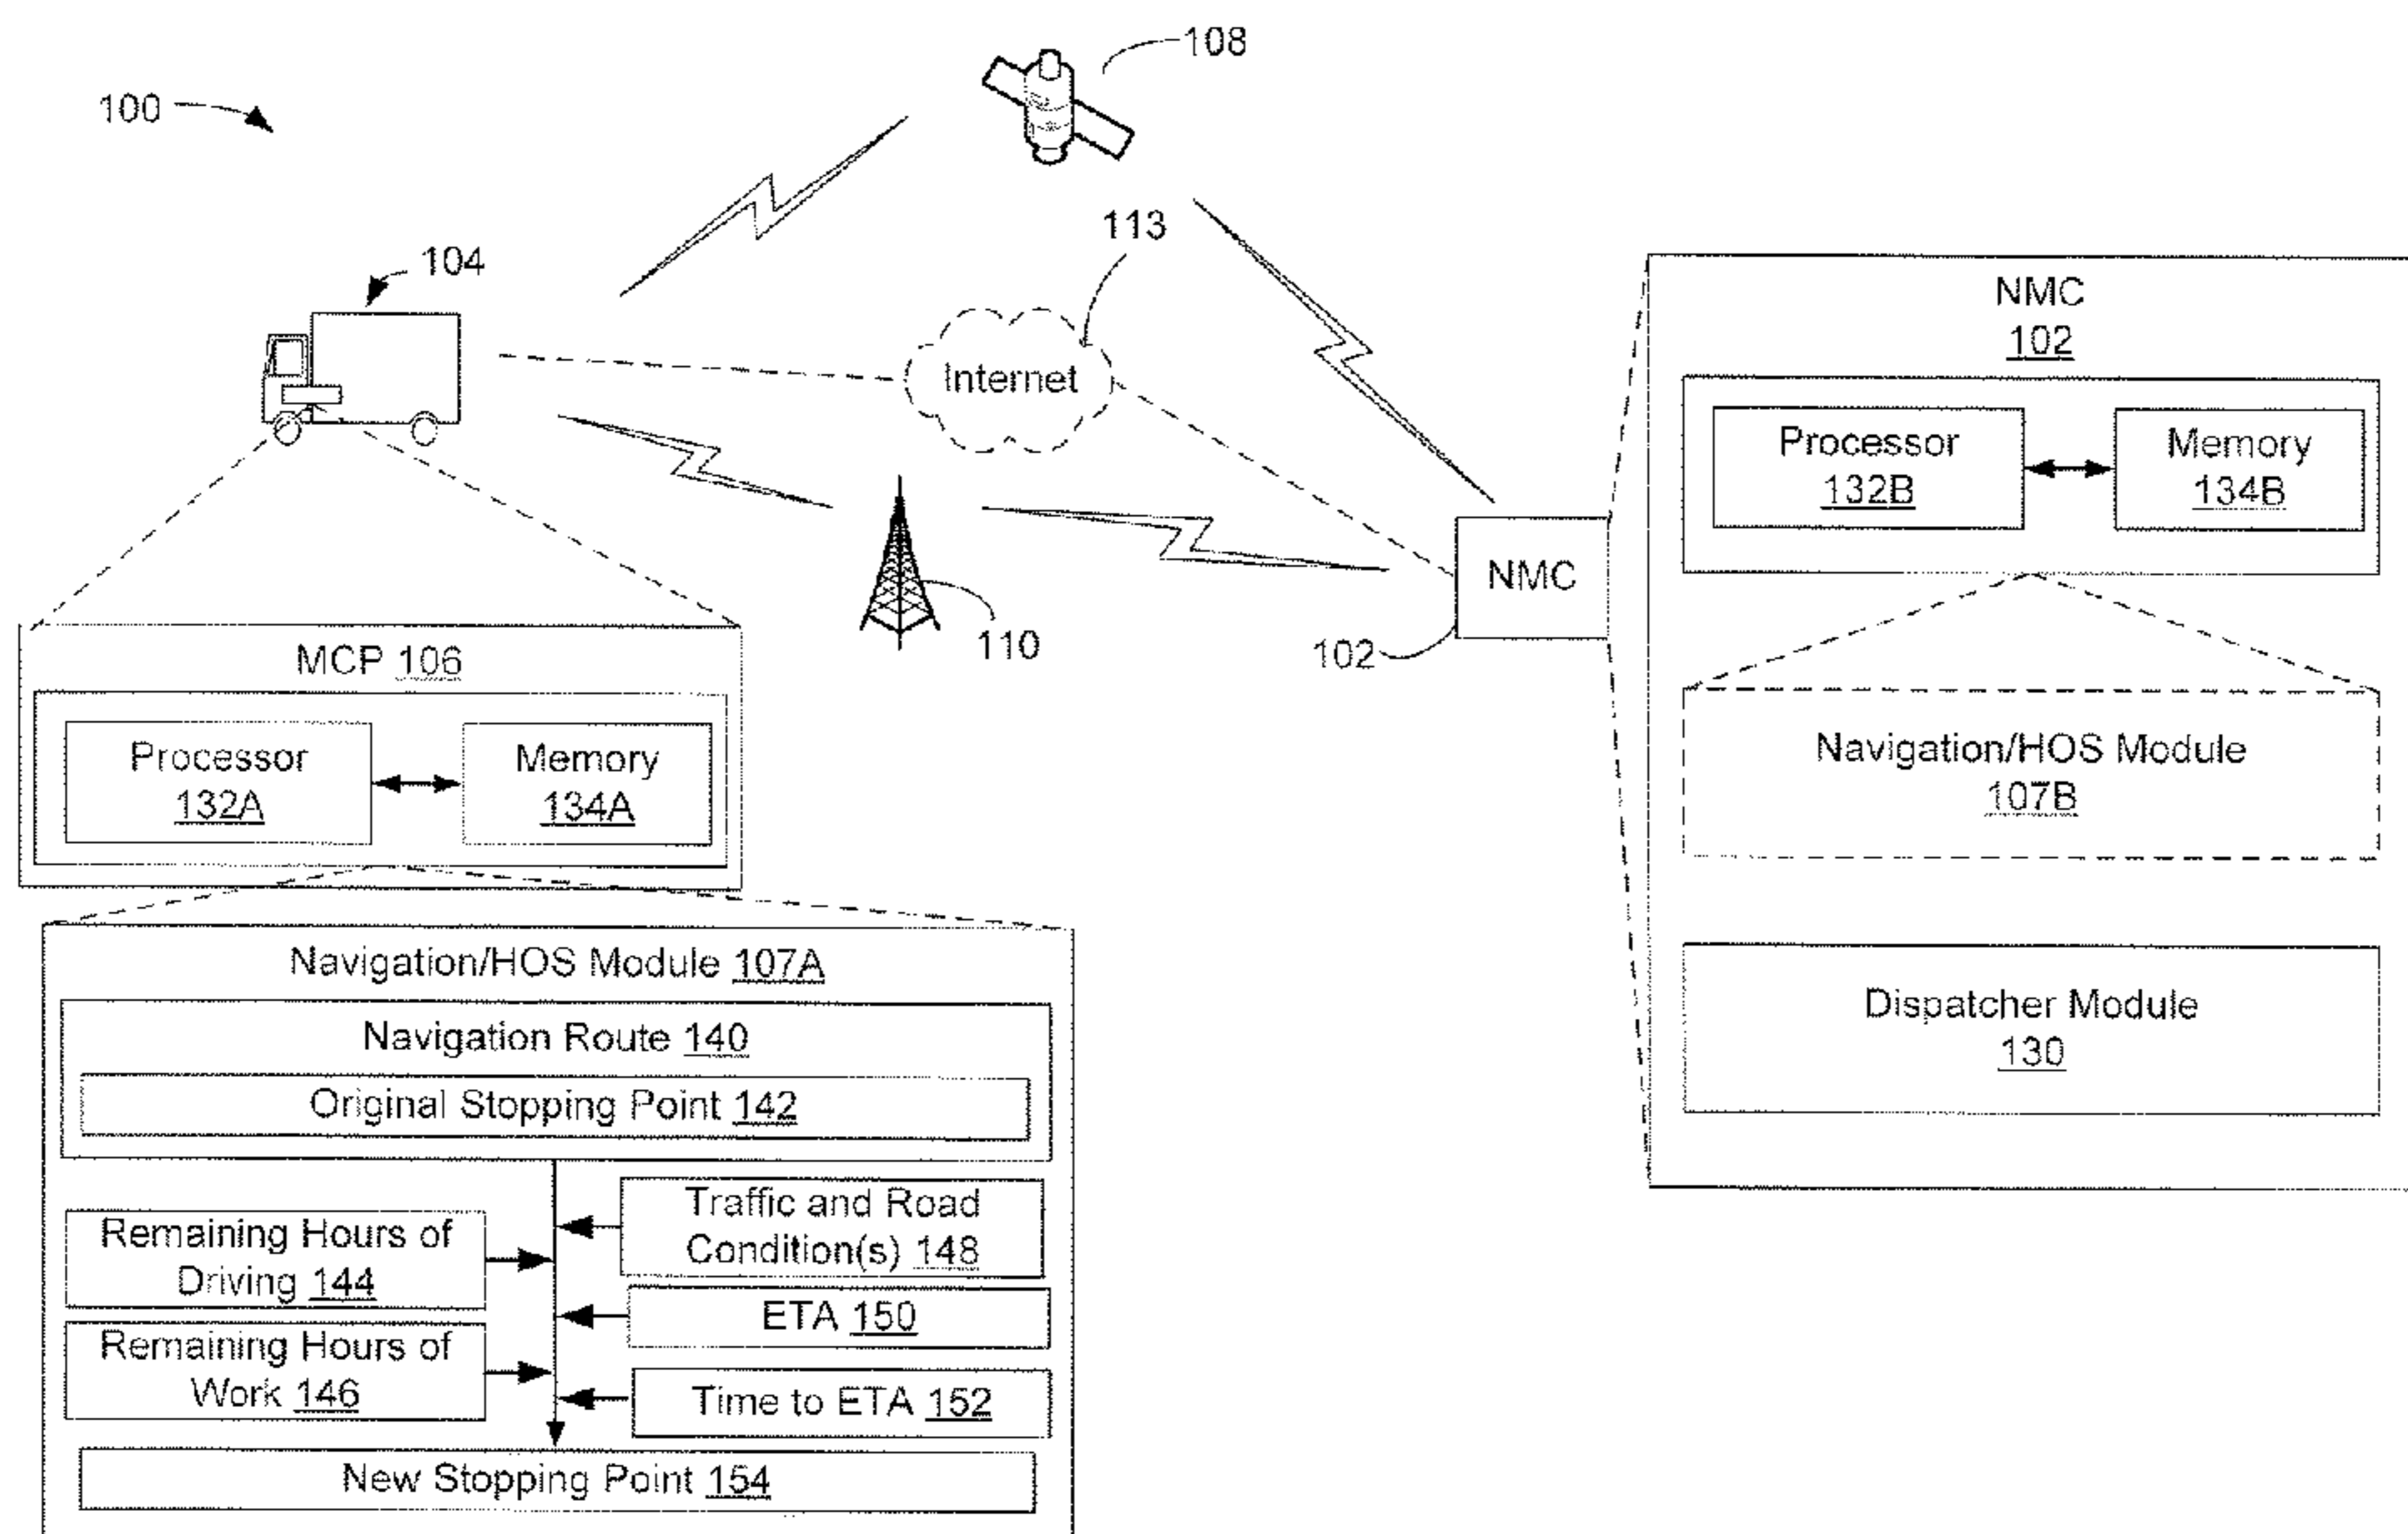 108
100
113
104
Internet
NMC
102
Processor
132B
Memory
134B
NMC
102
110
MCP 106
Processor
132A
Memory
134A
Navigation/HOS Module
107B
Dispatcher Module
130
Navigation/HOS Module 107A
Navigation Route 140
Original Stopping Point 142
Traffic and Road
Condition(s) 148
Remaining Hours of
Driving 144
ETA 150
Remaining Hours of
Work 146
Time to ETA 152
New Stopping Point 154